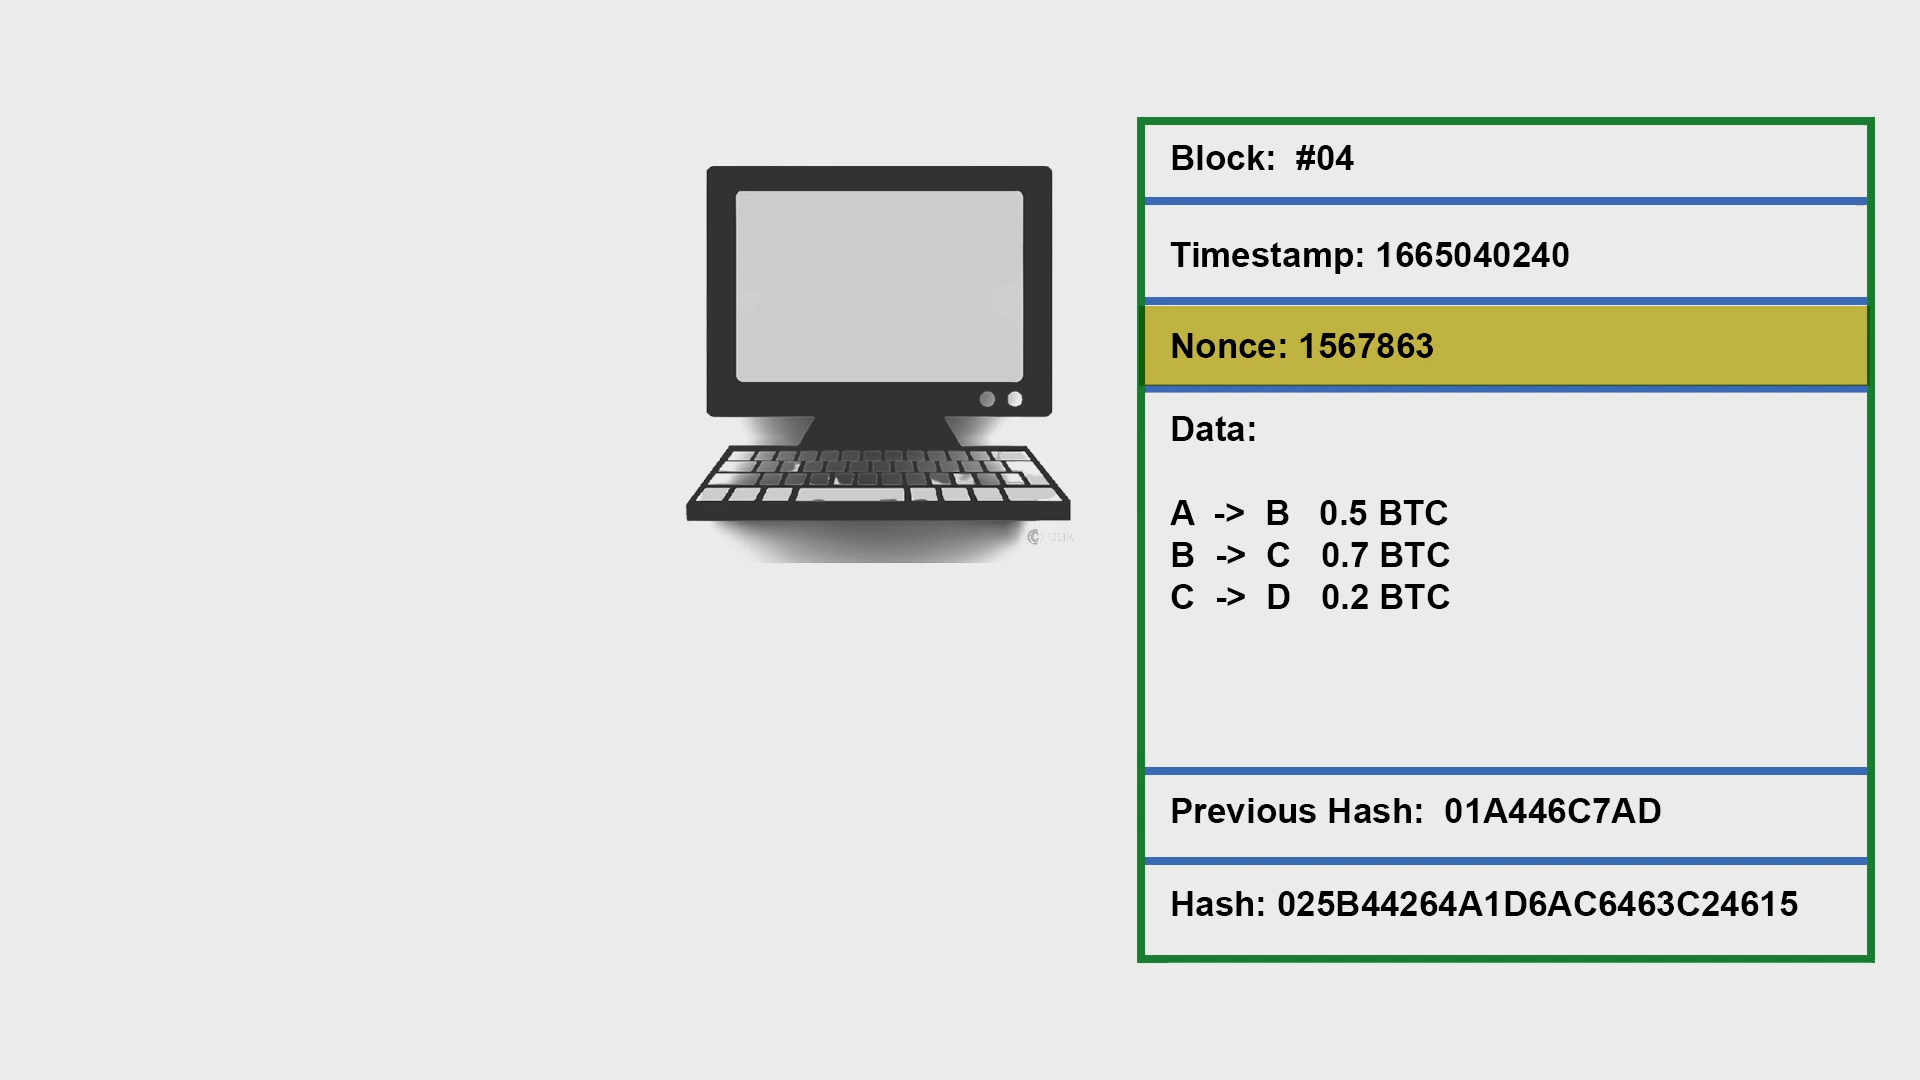 Block: #04
Timestamp: 1665040240
Nonce: 1567863
Data:
A -> B 0.5 BTC
B -> C 0.7 BTC
C -> D 0.2 BTC
Previous Hash: 01A446C7AD
Hash: 025B44264A1D6AC6463C24615